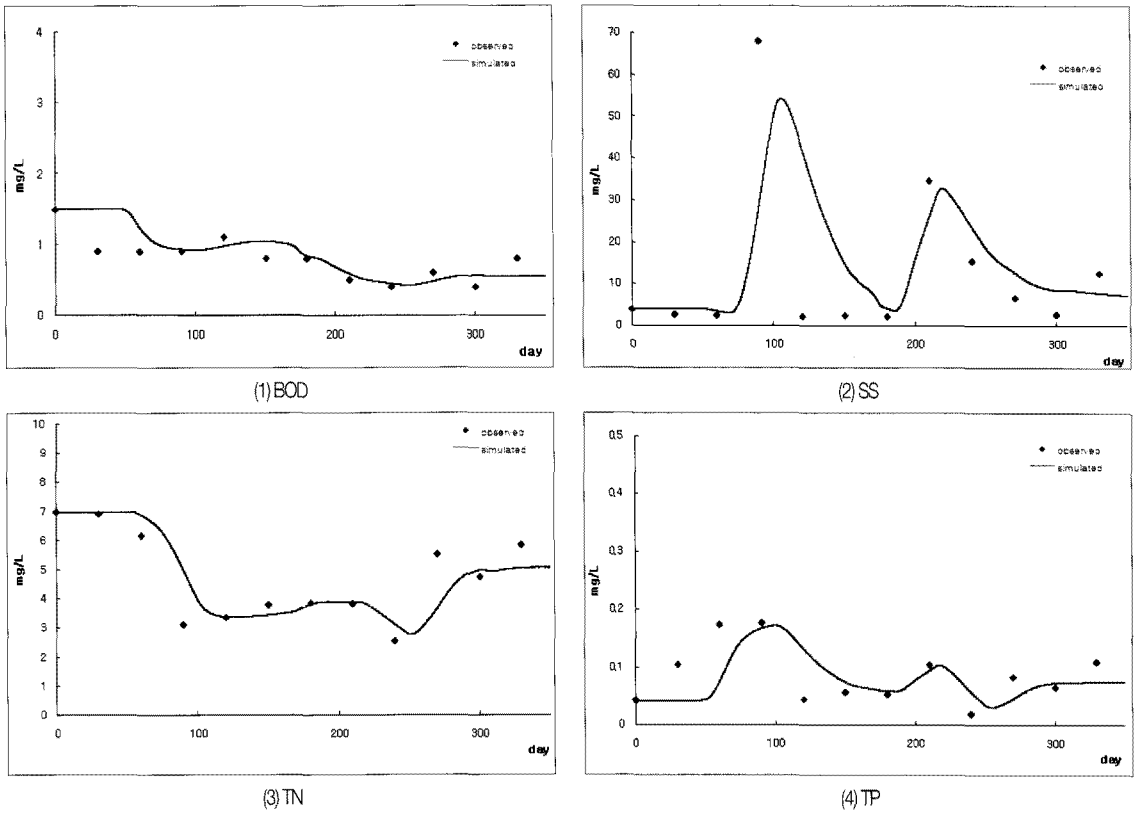 4
3
2
1
0
mg/L
observed
simulated
0 100 200 300
day
(1) BOD
70
60
50
40
30
20
10
0
mg/L
observed
simulated
0 100 200 300
day
(2) SS
10
9
8
7
6
5
4
3
2
1
0
mg/L
observed
simulated
0 100 200 300
day
(3) TN
0.5
0.4
0.3
0.2
0.1
0
mg/L
observed
simulated
0 100 200 300
day
(4) TP